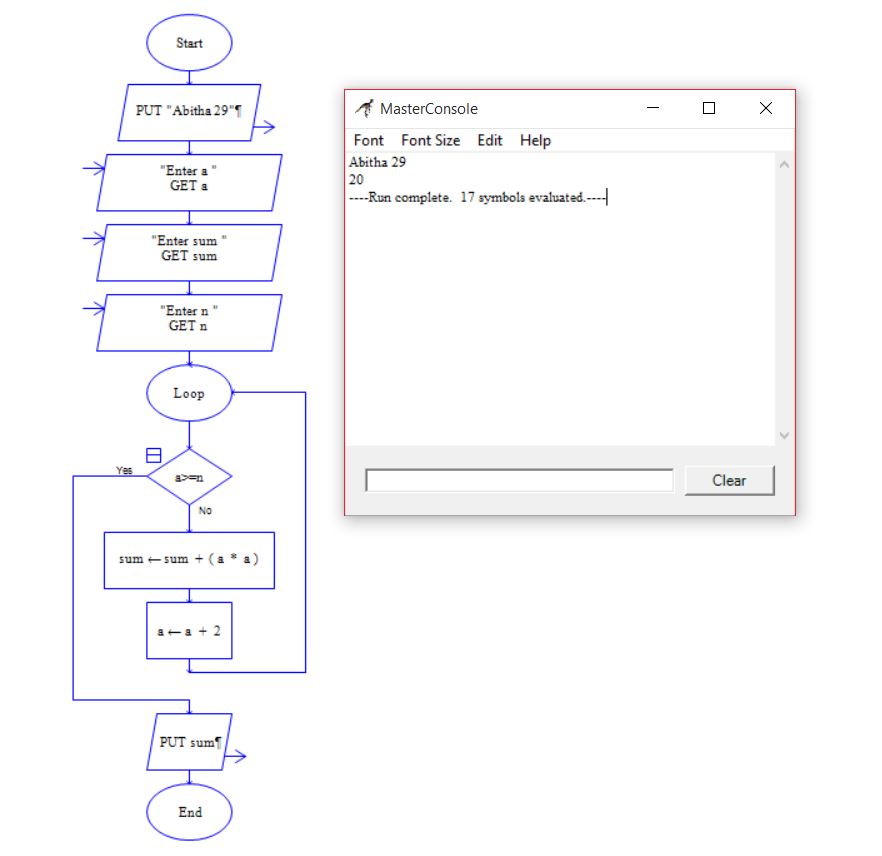 Start
PUT "Abitha 29"¶
"Enter a "
GET a
"Enter sum "
GET sum
"Enter n "
GET n
Loop
Yes
a>=n
No
sum ← sum + ( a * a )
a ← a + 2
PUT sum¶
End
MasterConsole
Font Font Size Edit Help
Abitha 29
20
----Run complete. 17 symbols evaluated.----
Clear